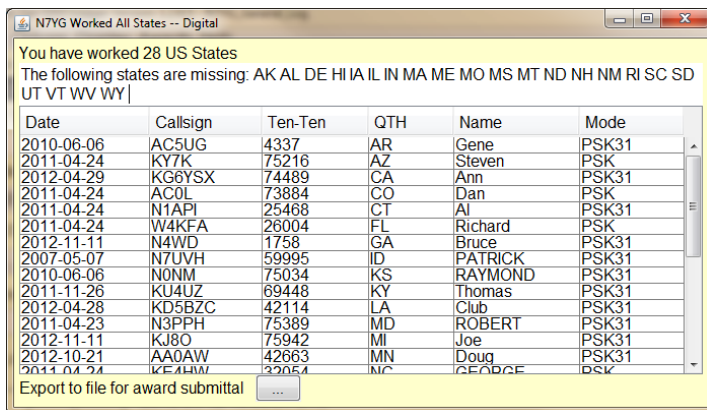 N7YG Worked All States -- Digital
You have worked 28 US States
The following states are missing: AK AL DE HI IA IL IN MA ME MO MS MT ND NH NM RI SC SD
UT VT WV WY
Date Callsign Ten-Ten QTH Name Mode
2010-06-06 AC5UG 4337 AR Gene PSK31
2011-04-24 KY7K 75216 AZ Steven PSK
2012-04-29 KG6YSX 74489 CA Ann PSK31
2011-04-24 AC0L 73884 CO Dan PSK
2011-04-24 N1API 25468 CT Al PSK31
2011-04-24 W4KFA 26004 FL Richard PSK
2012-11-11 N4WD 1758 GA Bruce PSK31
2007-05-07 N7UVH 59995 ID PATRICK PSK31
2010-06-06 N0NM 75034 KS RAYMOND PSK31
2011-11-26 KU4UZ 69448 KY Thomas PSK31
2012-04-28 KD5BZC 42114 LA Club PSK31
2011-04-23 N3PPH 75389 MD ROBERT PSK31
2012-11-11 KJ8O 75942 MI Joe PSK31
2012-10-21 AA0AW 42663 MN Doug PSK31
2011-04-24 KE4HW 32054 NC GEORGE PSK
Export to file for award submittal ...